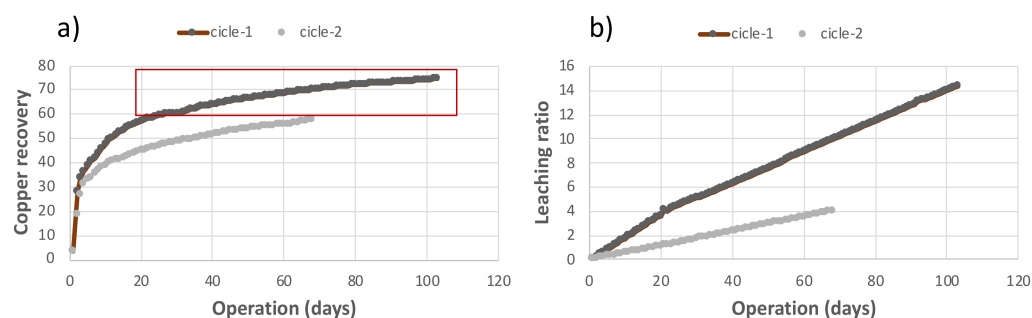 a)
cicle-1 cicle-2
80
70
60
50
40
30
20
10
0
Copper recovery
0 20 40 60 80 100 120
Operation (days)
b)
cicle-1 cicle-2
16
14
12
10
8
6
4
2
0
Leaching ratio
0 20 40 60 80 100 120
Operation (days)